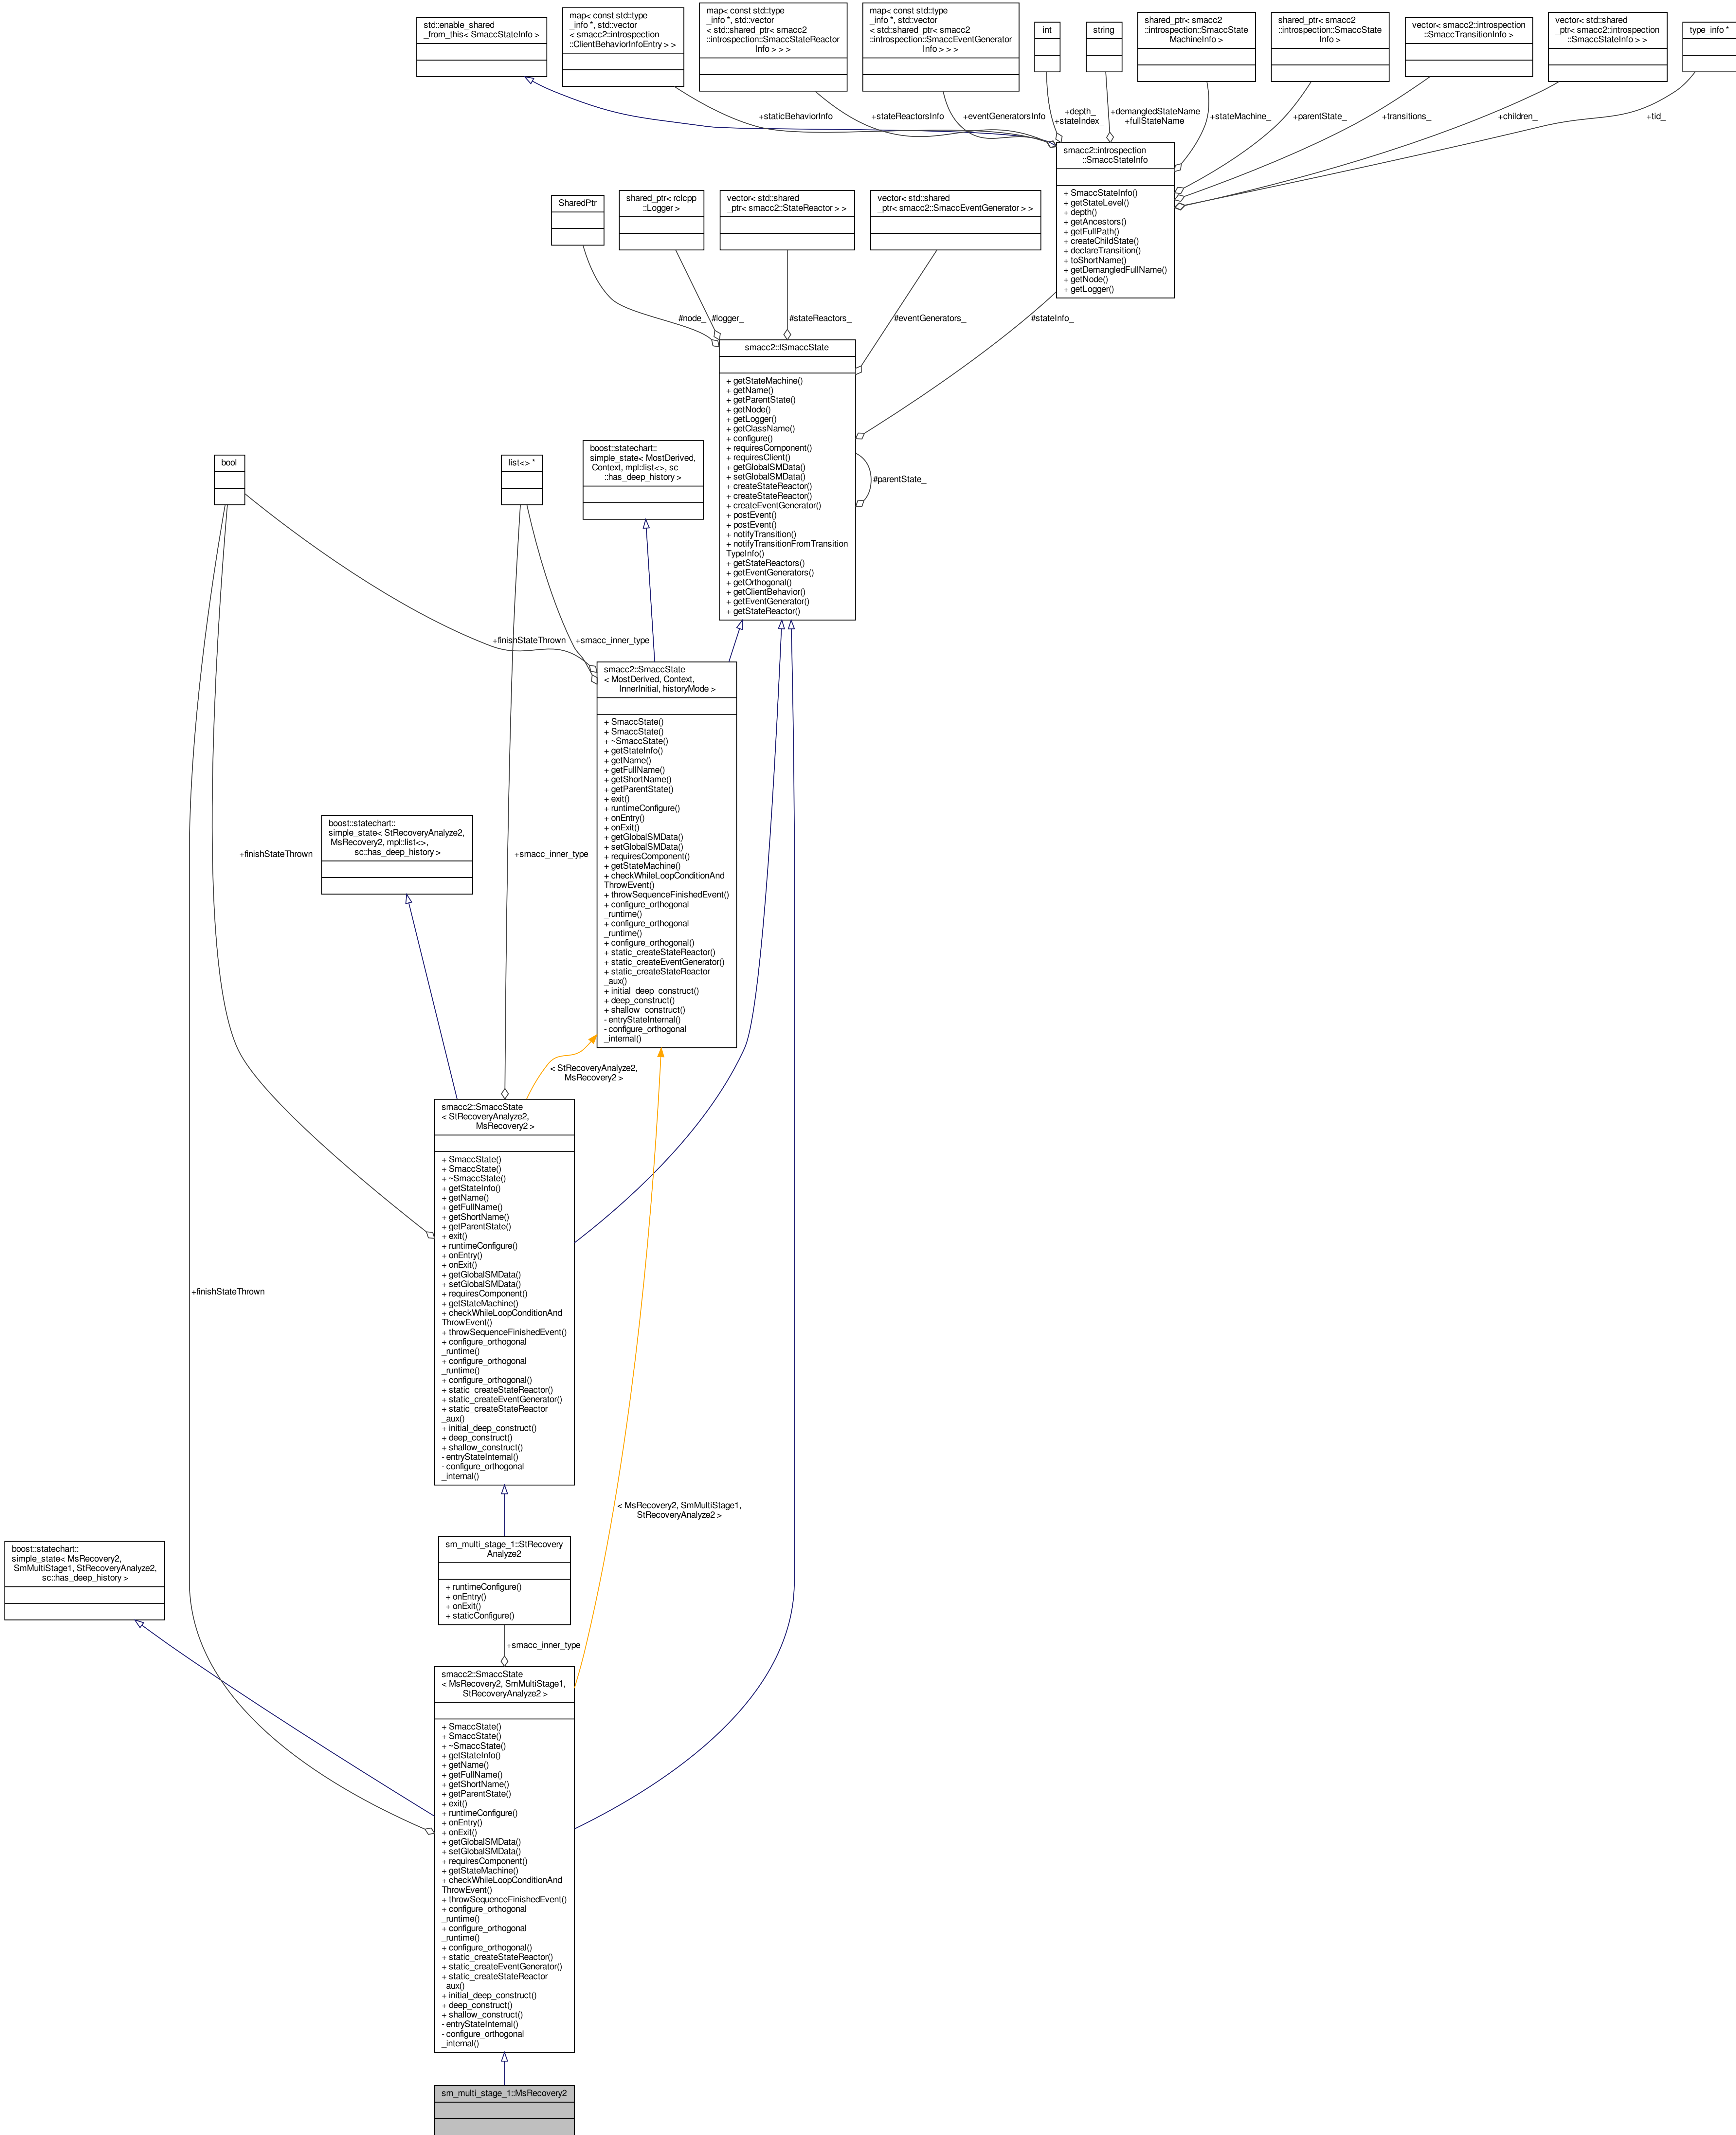 std::enable_shared
_from_this< SmaccStateInfo >
map< const std::type
_info *, std::vector
< smacc2::introspection
::ClientBehaviorInfoEntry > >
map< const std::type
_info *, std::vector
< std::shared_ptr< smacc2
::introspection::SmaccStateReactor
Info > > >
map< const std::type
_info *, std::vector
< std::shared_ptr< smacc2
::introspection::SmaccEventGenerator
Info > > >
int
string
shared_ptr< smacc2
::introspection::SmaccState
MachineInfo >
shared_ptr< smacc2
::introspection::SmaccState
Info >
vector< smacc2::introspection
::SmaccTransitionInfo >
vector< std::shared
_ptr< smacc2::introspection
::SmaccStateInfo > >
type_info *
+staticBehaviorInfo
+stateReactorsInfo
+eventGeneratorsInfo
+depth_
+stateIndex_
+demangledStateName
+fullStateName
+stateMachine_
+parentState_
+transitions_
+children_
+tid_
smacc2::introspection
::SmaccStateInfo
+ SmaccStateInfo()
+ getStateLevel()
+ depth()
+ getAncestors()
+ getFullPath()
+ createChildState()
+ declareTransition()
+ toShortName()
+ getDemangledFullName()
+ getNode()
+ getLogger()
SharedPtr
shared_ptr< rclcpp
::Logger >
vector< std::shared
_ptr< smacc2::StateReactor > >
vector< std::shared
_ptr< smacc2::SmaccEventGenerator > >
#node_
#logger_
#stateReactors_
#eventGenerators_
#stateInfo_
smacc2::ISmaccState
+ getStateMachine()
+ getName()
+ getParentState()
+ getNode()
+ getLogger()
+ getClassName()
+ configure()
+ requiresComponent()
+ requiresClient()
+ getGlobalSMData()
+ setGlobalSMData()
+ createStateReactor()
+ createStateReactor()
+ createEventGenerator()
+ postEvent()
+ postEvent()
+ notifyTransition()
+ notifyTransitionFromTransition
TypeInfo()
+ getStateReactors()
+ getEventGenerators()
+ getOrthogonal()
+ getClientBehavior()
+ getEventGenerator()
+ getStateReactor()
#parentState_
bool
list<> *
boost::statechart::
simple_state< MostDerived,
Context, mpl::list<>, sc
::has_deep_history >
+finishStateThrown
+smacc_inner_type
smacc2::SmaccState
< MostDerived, Context,
InnerInitial, historyMode >
+ SmaccState()
+ SmaccState()
+ ~SmaccState()
+ getStateInfo()
+ getName()
+ getFullName()
+ getShortName()
+ getParentState()
+ exit()
+ runtimeConfigure()
+ onEntry()
+ onExit()
+ getGlobalSMData()
+ setGlobalSMData()
+ requiresComponent()
+ getStateMachine()
+ checkWhileLoopConditionAnd
ThrowEvent()
+ throwSequenceFinishedEvent()
+ configure_orthogonal
_runtime()
+ configure_orthogonal
_runtime()
+ configure_orthogonal()
+ static_createStateReactor()
+ static_createEventGenerator()
+ static_createStateReactor
_aux()
+ initial_deep_construct()
+ deep_construct()
+ shallow_construct()
- entryStateInternal()
- configure_orthogonal
_internal()
boost::statechart::
simple_state< StRecoveryAnalyze2,
MsRecovery2, mpl::list<>,
sc::has_deep_history >
+finishStateThrown
+smacc_inner_type
< StRecoveryAnalyze2,
MsRecovery2 >
smacc2::SmaccState
< StRecoveryAnalyze2,
MsRecovery2 >
+ SmaccState()
+ SmaccState()
+ ~SmaccState()
+ getStateInfo()
+ getName()
+ getFullName()
+ getShortName()
+ getParentState()
+ exit()
+ runtimeConfigure()
+ onEntry()
+ onExit()
+ getGlobalSMData()
+ setGlobalSMData()
+ requiresComponent()
+ getStateMachine()
+ checkWhileLoopConditionAnd
ThrowEvent()
+ throwSequenceFinishedEvent()
+ configure_orthogonal
_runtime()
+ configure_orthogonal
_runtime()
+ configure_orthogonal()
+ static_createStateReactor()
+ static_createEventGenerator()
+ static_createStateReactor
_aux()
+ initial_deep_construct()
+ deep_construct()
+ shallow_construct()
- entryStateInternal()
- configure_orthogonal
_internal()
+finishStateThrown
< MsRecovery2, SmMultiStage1,
StRecoveryAnalyze2 >
boost::statechart::
simple_state< MsRecovery2,
SmMultiStage1, StRecoveryAnalyze2,
sc::has_deep_history >
sm_multi_stage_1::StRecovery
Analyze2
+ runtimeConfigure()
+ onEntry()
+ onExit()
+ staticConfigure()
+smacc_inner_type
smacc2::SmaccState
< MsRecovery2, SmMultiStage1,
StRecoveryAnalyze2 >
+ SmaccState()
+ SmaccState()
+ ~SmaccState()
+ getStateInfo()
+ getName()
+ getFullName()
+ getShortName()
+ getParentState()
+ exit()
+ runtimeConfigure()
+ onEntry()
+ onExit()
+ getGlobalSMData()
+ setGlobalSMData()
+ requiresComponent()
+ getStateMachine()
+ checkWhileLoopConditionAnd
ThrowEvent()
+ throwSequenceFinishedEvent()
+ configure_orthogonal
_runtime()
+ configure_orthogonal
_runtime()
+ configure_orthogonal()
+ static_createStateReactor()
+ static_createEventGenerator()
+ static_createStateReactor
_aux()
+ initial_deep_construct()
+ deep_construct()
+ shallow_construct()
- entryStateInternal()
- configure_orthogonal
_internal()
sm_multi_stage_1::MsRecovery2